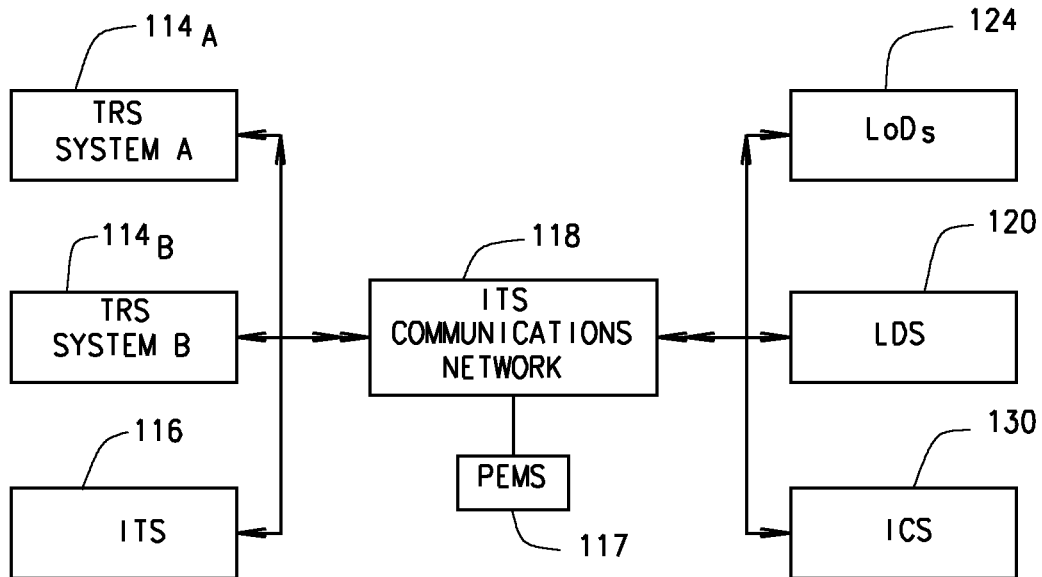 114 A
TRS
SYSTEM A
114 B
TRS
SYSTEM B
116
ITS
118
ITS
COMMUNICATIONS
NETWORK
PEMS
117
124
LoDs
120
LDS
130
ICS